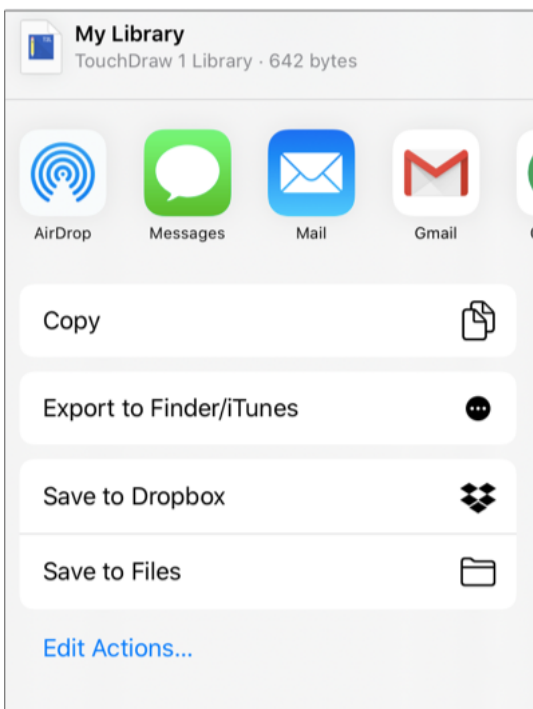 My Library
TouchDraw 1 Library · 642 bytes
AirDrop
Messages
Mail
Gmail
Copy
Export to Finder/iTunes
Save to Dropbox
Save to Files
Edit Actions...